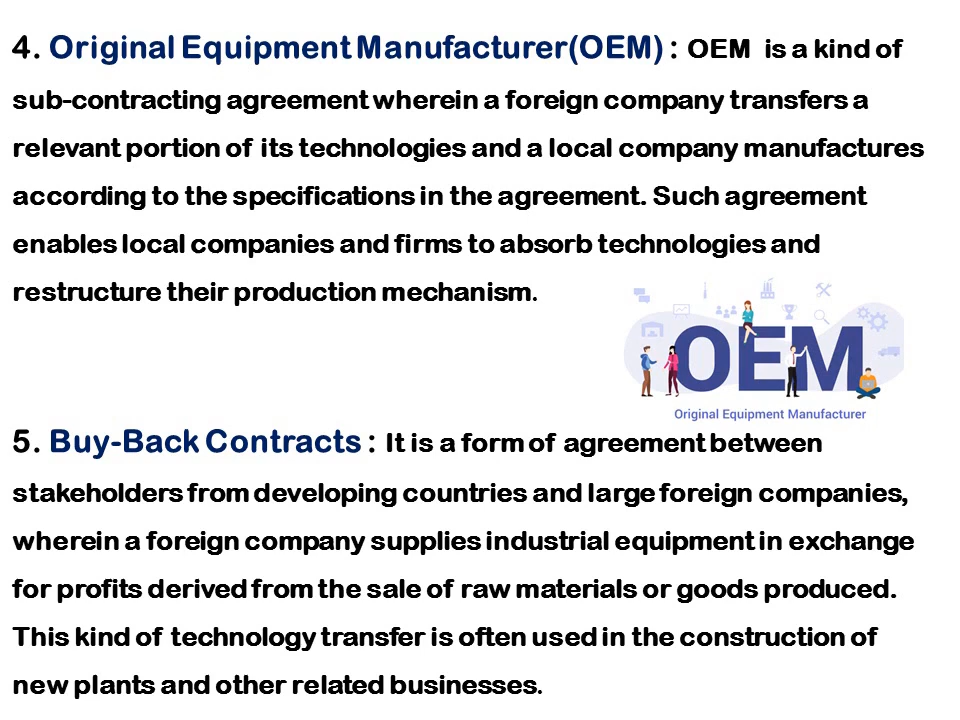 4. Original Equipment Manufacturer(OEM) : OEM is a kind of
sub-contracting agreement wherein a foreign company transfers a
relevant portion of its technologies and a local company manufactures
according to the specifications in the agreement. Such agreement
enables local companies and firms to absorb technologies and
restructure their production mechanism.
OEM
Original Equipment Manufacturer
5. Buy-Back Contracts : It is a form of agreement between
stakeholders from developing countries and large foreign companies,
wherein a foreign company supplies industrial equipment in exchange
for profits derived from the sale of raw materials or goods produced.
This kind of technology transfer is often used in the construction of
new plants and other related businesses.